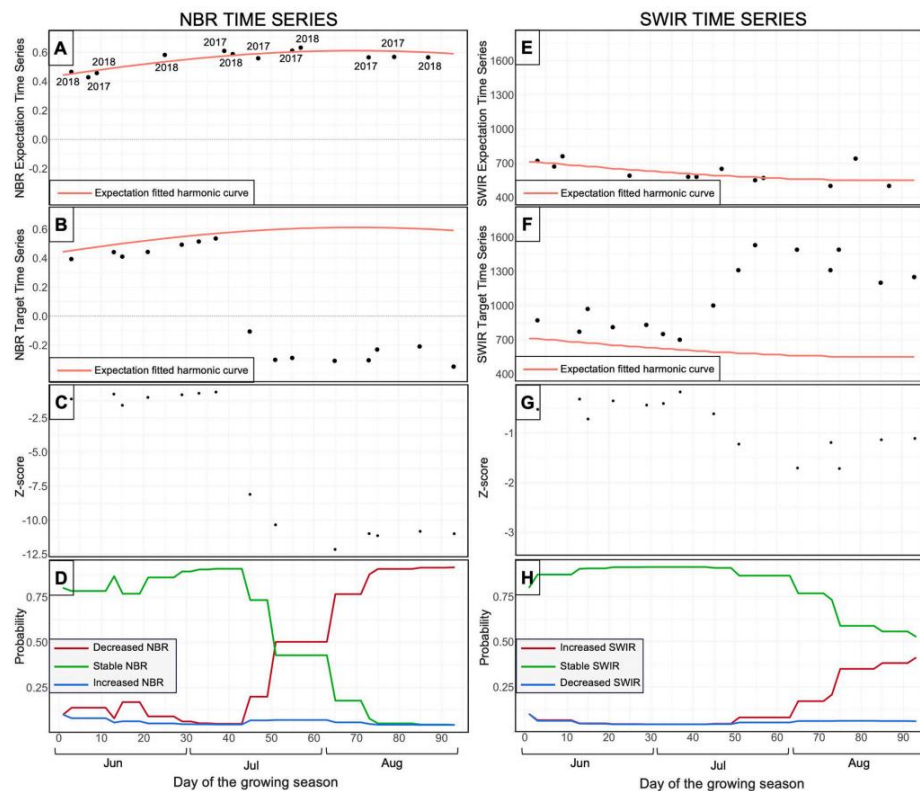 NBR TIME SERIES
SWIR TIME SERIES
A
NBR Expectation Time Series
0.6
0.4
0.2
0.0
-0.2
2018
2017
2018
2018
2017
2018
2017
2017
2018
2017
2018
Expectation fitted harmonic curve
B
NBR Target Time Series
0.6
0.4
0.2
0.0
-0.2
Expectation fitted harmonic curve
C
Z-score
-2.5
-5.0
-7.5
-10.0
-12.5
D
Probability
0.75
0.50
0.25
Decreased NBR
Stable NBR
Increased NBR
0 10 20 30 40 50 60 70 80 90
Jun Jul Aug
Day of the growing season
E
SWIR Expectation Time Series
1600
1300
1000
700
400
Expectation fitted harmonic curve
F
SWIR Target Time Series
1600
1300
1000
700
400
Expectation fitted harmonic curve
G
Z-score
-1
-2
-3
H
Probability
0.75
0.50
0.25
Increased SWIR
Stable SWIR
Decreased SWIR
0 10 20 30 40 50 60 70 80 90
Jun Jul Aug
Day of the growing season